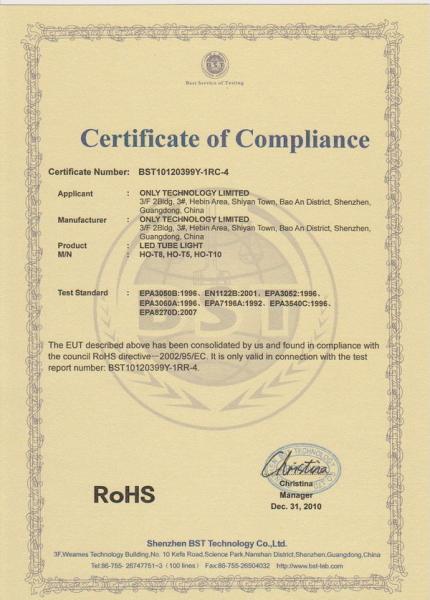 BST
Best Service of Testing
Certificate of Compliance
Certificate Number: BST10120399Y-1RC-4
Applicant : ONLY TECHNOLOGY LIMITED
3/F 2Bldg, 3#, Hebin Area, Shiyan Town, Bao An District, Shenzhen,
Guangdong, China
Manufacturer : ONLY TECHNOLOGY LIMITED
3/F 2Bldg, 3#, Hebin Area, Shiyan Town, Bao An District, Shenzhen,
Guangdong, China
Product : LED TUBE LIGHT
M/N : HO-T8, HO-T5, HO-T10
Test Standard : EPA3050B:1996、EN1122B:2001、EPA3052:1996、
EPA3060A:1996、EPA7196A:1992、EPA3540C:1996、
EPA8270D:2007
BST
The EUT described above has been consolidated by us and found in compliance with
the council RoHS directive—2002/95/EC. It is only valid in connection with the test
report number: BST10120399Y-1RR-4.
Christina
Christina
Manager
Dec. 31, 2010
RoHS
Shenzhen BST Technology Co.,Ltd.
3F,Weames Technology Building,No. 10 Kefa Road,Science Park,Nanshan District,Shenzhen,Guangdong,China
Tel:86-755- 26747751~3 (100 lines) Fax:86-755-26504032 http://www.bst-lab.com